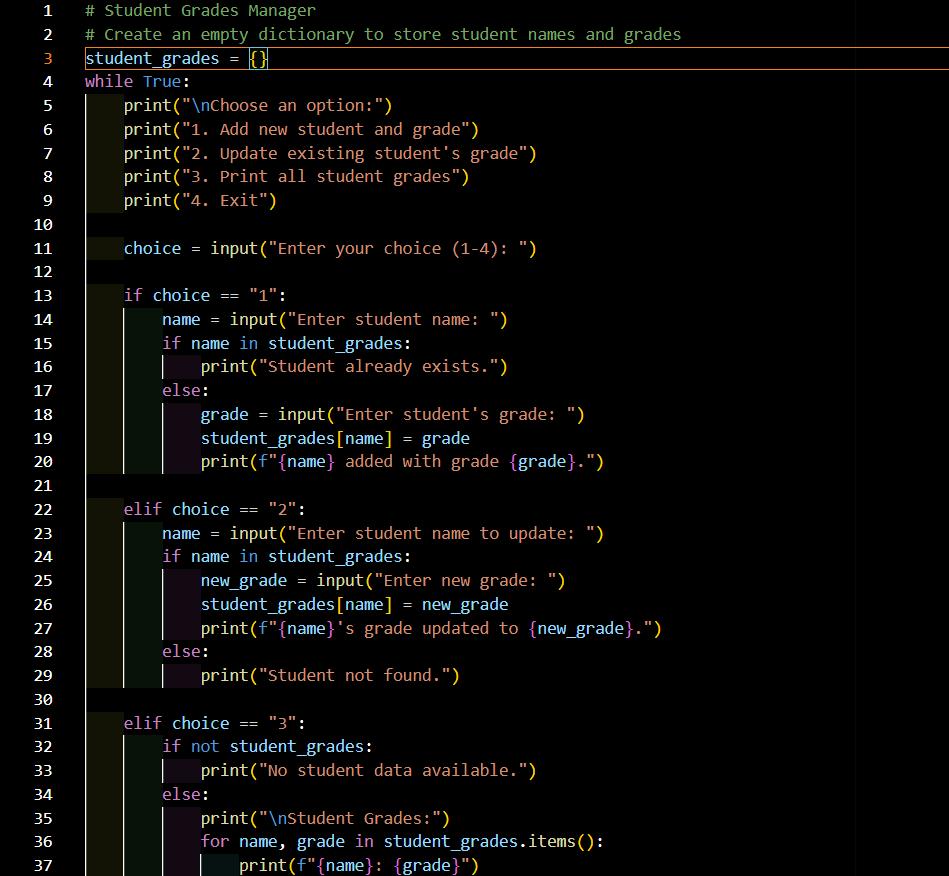 1 # Student Grades Manager
2 # Create an empty dictionary to store student names and grades
3 student_grades = {}
4 while True:
5     print("\nChoose an option:")
6     print("1. Add new student and grade")
7     print("2. Update existing student's grade")
8     print("3. Print all student grades")
9     print("4. Exit")
10
11     choice = input("Enter your choice (1-4): ")
12
13     if choice == "1":
14         name = input("Enter student name: ")
15         if name in student_grades:
16             print("Student already exists.")
17         else:
18             grade = input("Enter student's grade: ")
19             student_grades[name] = grade
20             print(f"{name} added with grade {grade}.")
21
22     elif choice == "2":
23         name = input("Enter student name to update: ")
24         if name in student_grades:
25             new_grade = input("Enter new grade: ")
26             student_grades[name] = new_grade
27             print(f"{name}'s grade updated to {new_grade}.")
28         else:
29             print("Student not found.")
30
31     elif choice == "3":
32         if not student_grades:
33             print("No student data available.")
34         else:
35             print("\nStudent Grades:")
36             for name, grade in student_grades.items():
37                 print(f"{name}: {grade}")